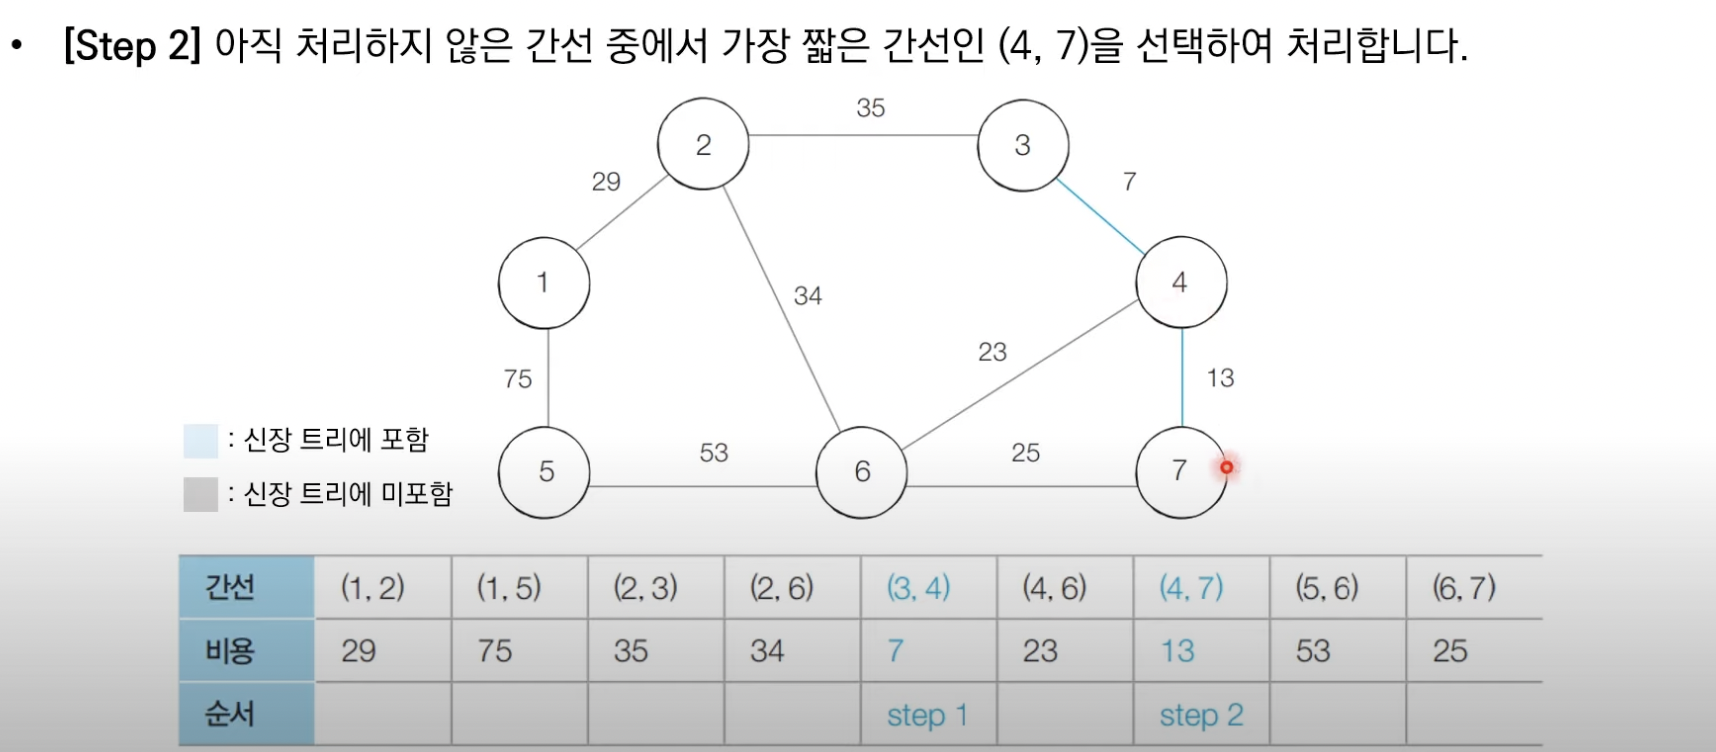 • [Step 2] 아직 처리하지 않은 간선 중에서 가장 짧은 간선인 (4, 7)을 선택하여 처리합니다.
35
2
3
29
7
1
4
34
23
75
13
: 신장 트리에 포함
53
25
5
6
7
: 신장 트리에 미포함
간선 (1, 2) (1, 5) (2, 3) (2, 6) (3, 4) (4, 6) (4, 7) (5, 6) (6, 7)
비용 29 75 35 34 7 23 13 53 25
순서 step 1 step 2